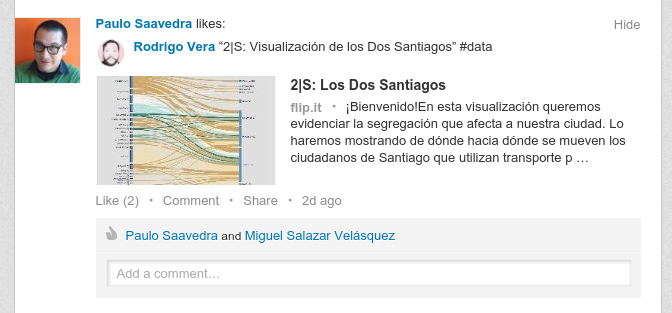 Paulo Saavedra likes:
Hide
Rodrigo Vera “2|S: Visualización de los Dos Santiagos” #data
2|S: Los Dos Santiagos
flip.it • ¡Bienvenido!En esta visualización queremos
evidenciar la segregación que afecta a nuestra ciudad. Lo
haremos mostrando de dónde hacia dónde se mueven los
ciudadanos de Santiago que utilizan transporte p …
Like (2) • Comment • Share • 2d ago
Paulo Saavedra and Miguel Salazar Velásquez
Add a comment…